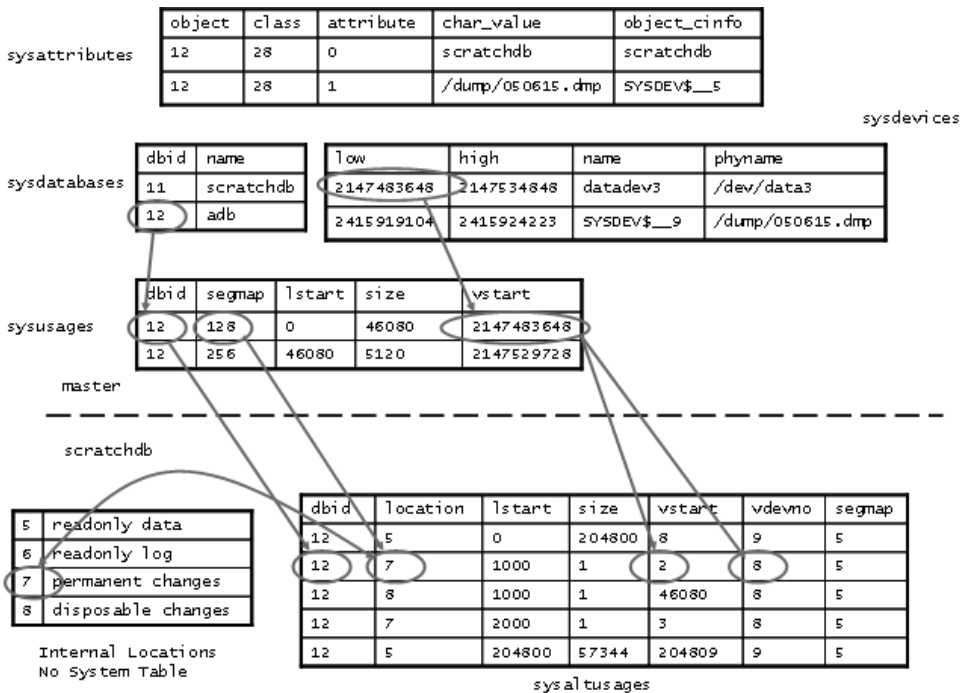 object class attribute char_value object_cinfo
sysattributes
12 28 0 scratchdb scratchdb
12 28 1 /dump/050615.dmp SYSDEV$__5
sysdevices
dbid name
sysdatabases
11 scratchdb
12 adb
low high name phyname
2147483648 2147534848 datadev3 /dev/data3
2415919104 2415924223 SYSDEV$__9 /dump/050615.dmp
dbid segmap lstart size vstart
sysusages
12 128 0 46080 2147483648
12 256 46080 5120 2147529728
master
scratchdb
5 readonly data
6 readonly log
7 permanent changes
8 disposable changes
Internal Locations
No System Table
dbid location lstart size vstart vdevno segmap
12 5 0 204800 8 9 5
12 7 1000 1 2 8 5
12 8 1000 1 46080 8 5
12 7 2000 1 3 8 5
12 5 204800 57344 204809 9 5
sysaltusages